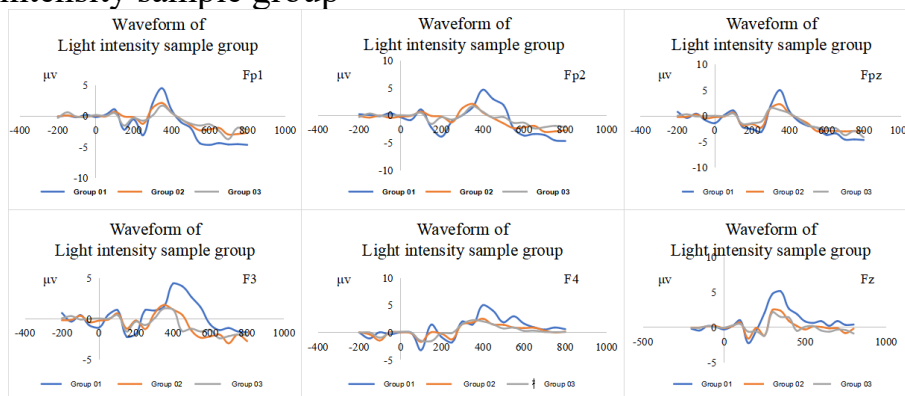 intensity sample group
Waveform of
Light intensity sample group
μv
Fp1
5
0
-5
-10
-400 -200 0 200 400 600 800 1000
Group 01 Group 02 Group 03
Waveform of
Light intensity sample group
μv
Fp2
10
5
0
-5
-10
-400 -200 0 200 400 600 800 1000
Group 01 Group 02 Group 03
Waveform of
Light intensity sample group
μv
Fpz
10
5
0
-5
-10
-400 -200 0 200 400 600 800 1000
Group 01 Group 02 Group 03
Waveform of
Light intensity sample group
μv
F3
5
0
-5
-400 -200 0 200 400 600 800 1000
Group 01 Group 02 Group 03
Waveform of
Light intensity sample group
μv
F4
10
5
0
-5
-400 -200 0 200 400 600 800 1000
Group 01 Group 02 Group 03
Waveform of
Light intensity sample group
μv
Fz
10
5
0
-5
-500 0 500 1000
Group 01 Group 02 Group 03